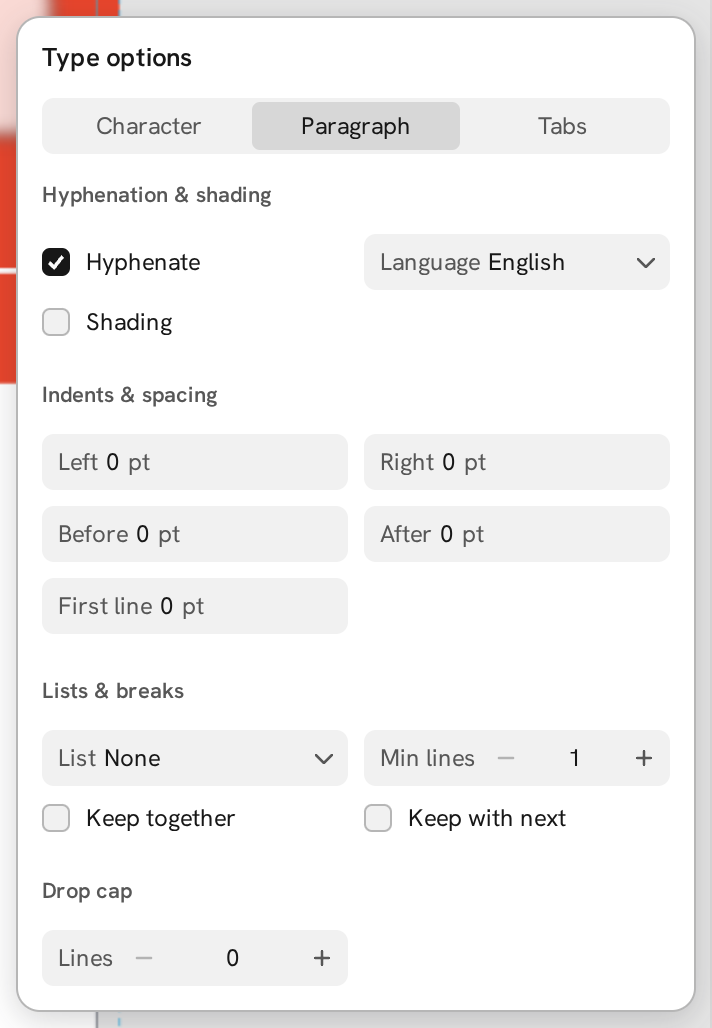 Type options
Character Paragraph Tabs
Hyphenation & shading
Hyphenate Language English
Shading
Indents & spacing
Left 0 pt Right 0 pt
Before 0 pt After 0 pt
First line 0 pt
Lists & breaks
List None Min lines − 1 +
Keep together Keep with next
Drop cap
Lines − 0 +